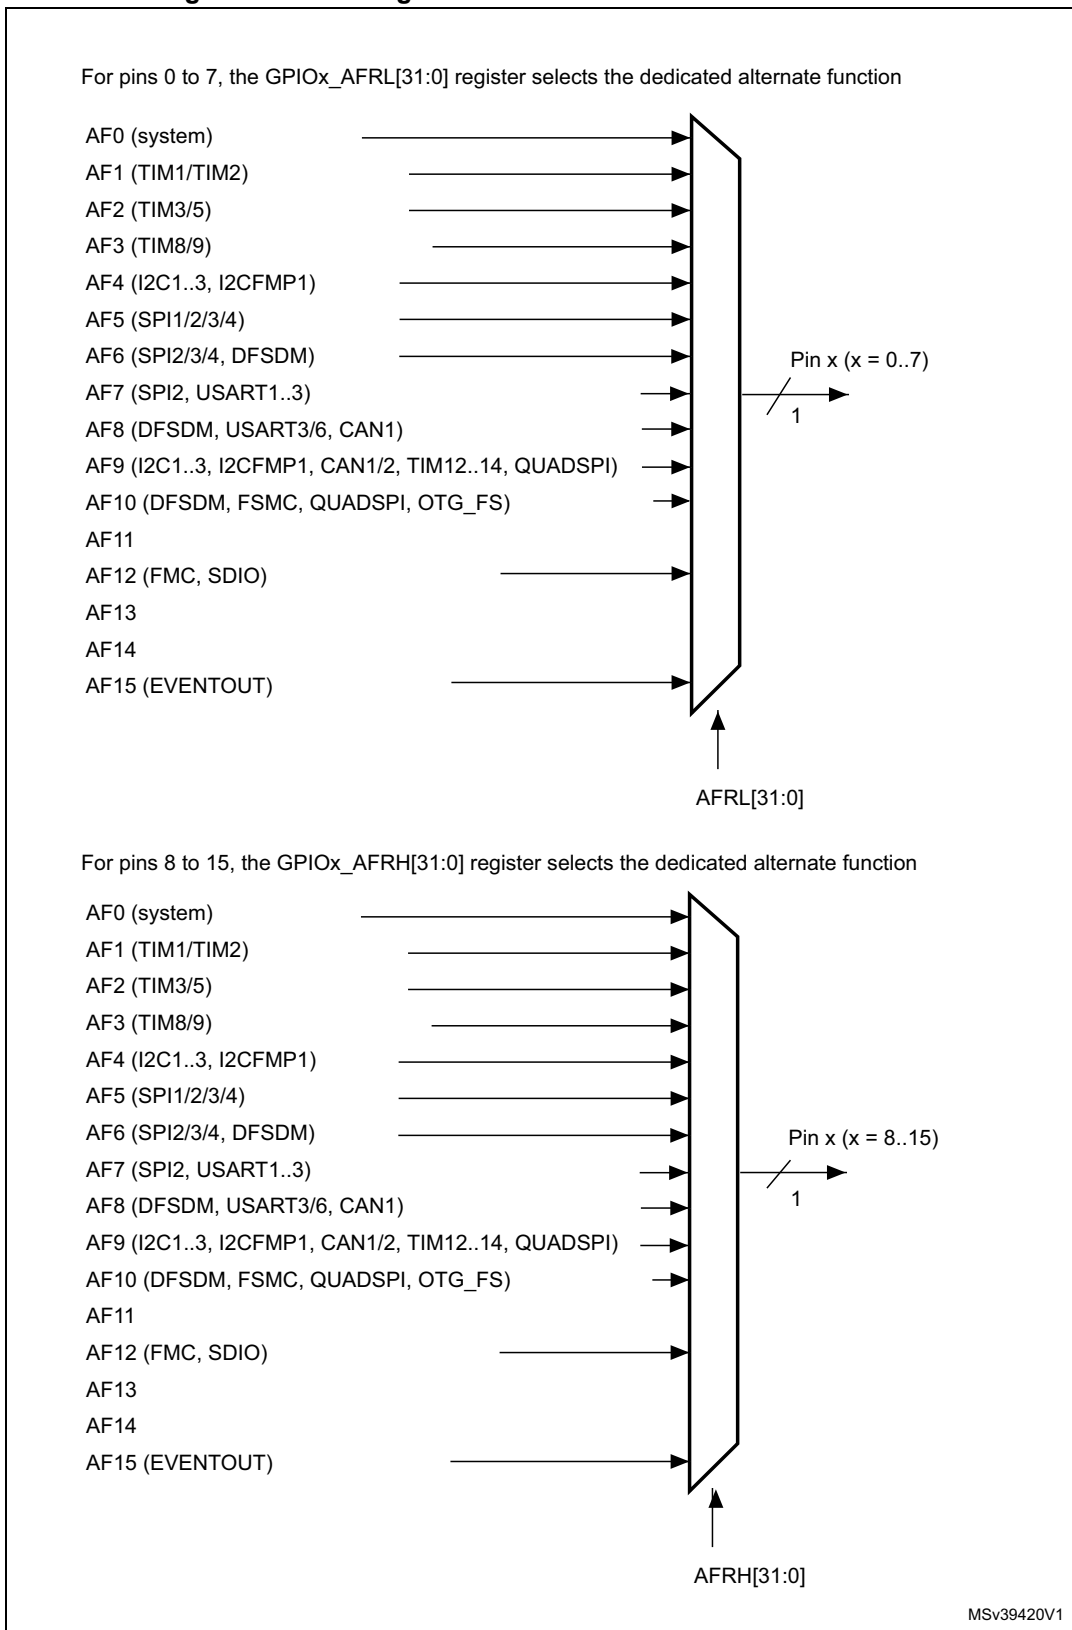 For pins 0 to 7, the GPIOx_AFRL[31:0] register selects the dedicated alternate function
AF0 (system)
AF1 (TIM1/TIM2)
AF2 (TIM3/5)
AF3 (TIM8/9)
AF4 (I2C1..3, I2CFMP1)
AF5 (SPI1/2/3/4)
AF6 (SPI2/3/4, DFSDM)
Pin x (x = 0..7)
AF7 (SPI2, USART1..3)
1
AF8 (DFSDM, USART3/6, CAN1)
AF9 (I2C1..3, I2CFMP1, CAN1/2, TIM12..14, QUADSPI)
AF10 (DFSDM, FSMC, QUADSPI, OTG_FS)
AF11
AF12 (FMC, SDIO)
AF13
AF14
AF15 (EVENTOUT)
AFRL[31:0]
For pins 8 to 15, the GPIOx_AFRH[31:0] register selects the dedicated alternate function
AF0 (system)
AF1 (TIM1/TIM2)
AF2 (TIM3/5)
AF3 (TIM8/9)
AF4 (I2C1..3, I2CFMP1)
AF5 (SPI1/2/3/4)
AF6 (SPI2/3/4, DFSDM)
Pin x (x = 8..15)
AF7 (SPI2, USART1..3)
1
AF8 (DFSDM, USART3/6, CAN1)
AF9 (I2C1..3, I2CFMP1, CAN1/2, TIM12..14, QUADSPI)
AF10 (DFSDM, FSMC, QUADSPI, OTG_FS)
AF11
AF12 (FMC, SDIO)
AF13
AF14
AF15 (EVENTOUT)
AFRH[31:0]
MSv39420V1